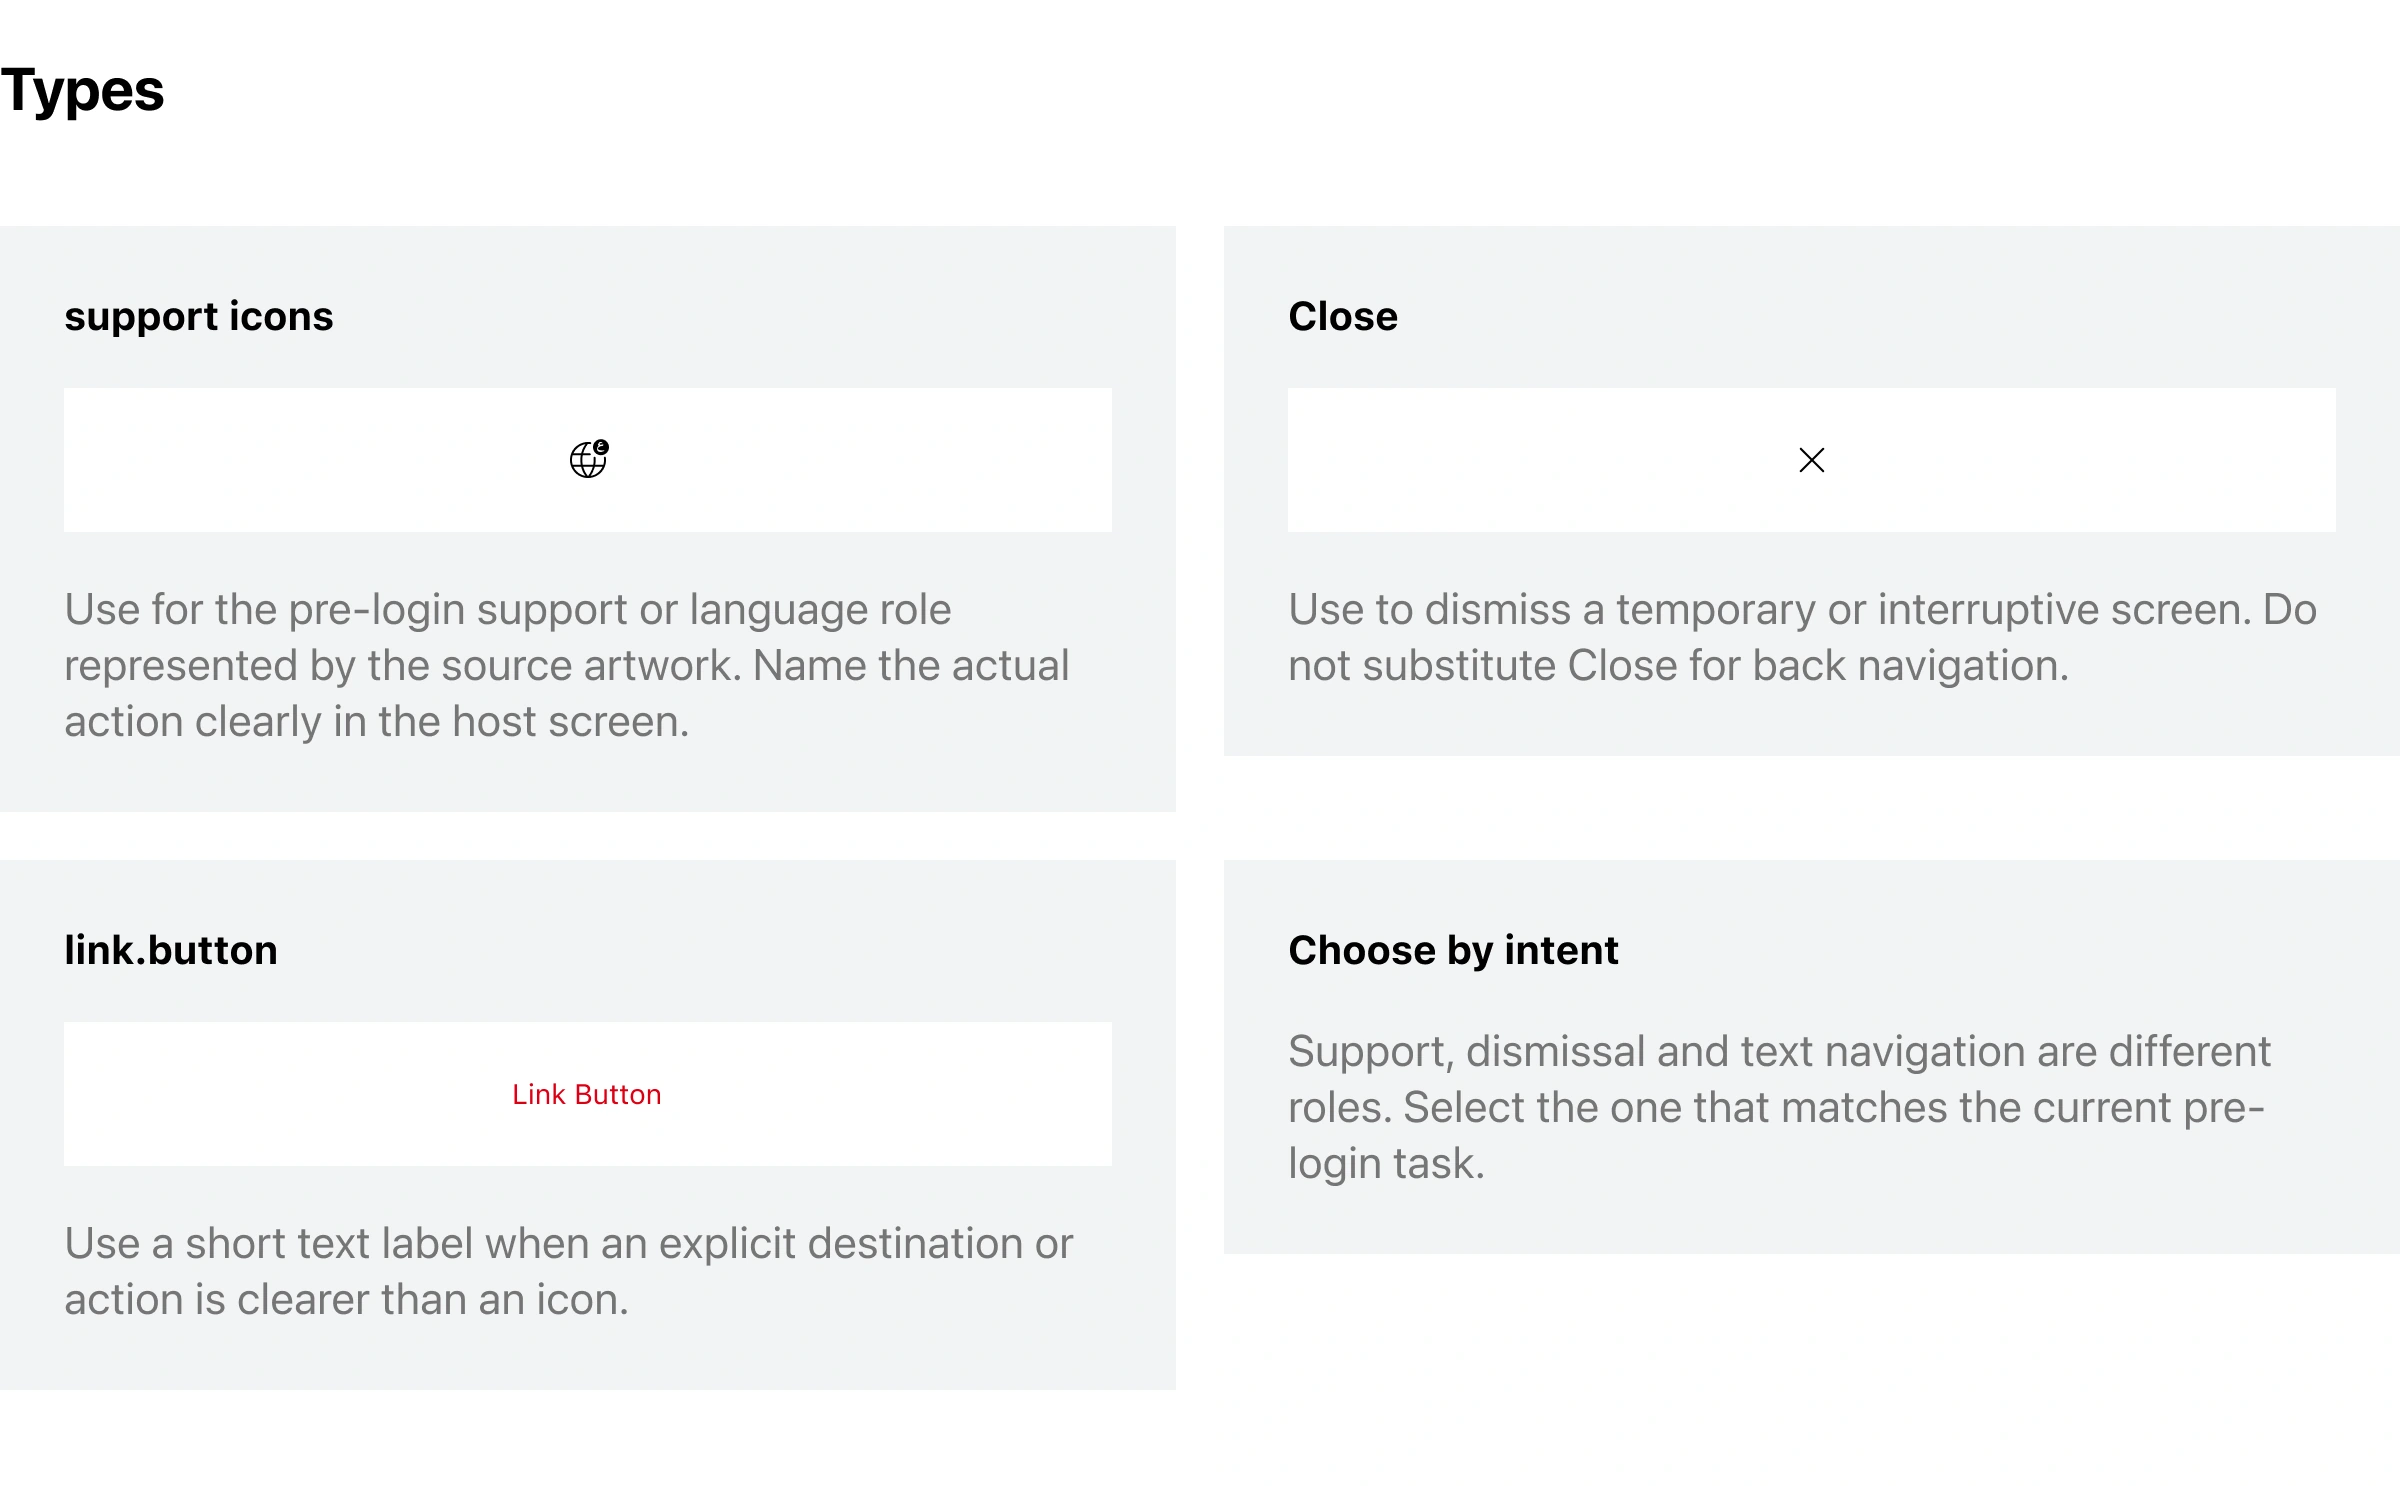 Types
support icons
Use for the pre-login support or language role
represented by the source artwork. Name the actual
action clearly in the host screen.
Close
Use to dismiss a temporary or interruptive screen. Do
not substitute Close for back navigation.
link.button
Link Button
Use a short text label when an explicit destination or
action is clearer than an icon.
Choose by intent
Support, dismissal and text navigation are different
roles. Select the one that matches the current pre-
login task.